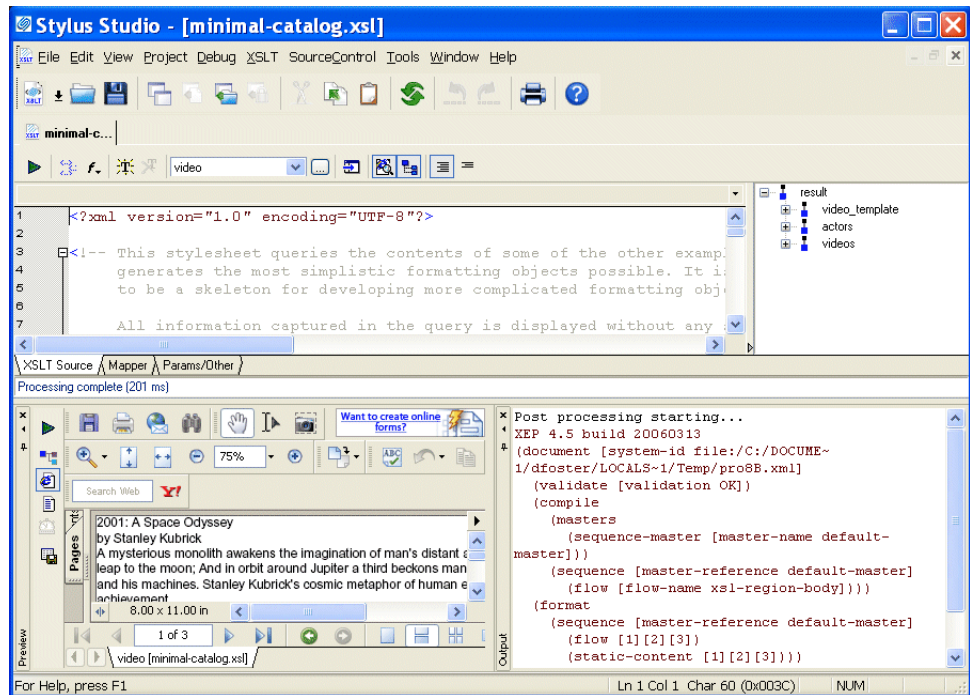 Stylus Studio - [minimal-catalog.xsl]
File Edit View Project Debug XSLT SourceControl Tools Window Help
minimal-c...
video
1 <?xml version="1.0" encoding="UTF-8"?>
2
3 <!-- This stylesheet queries the contents of some of the other examp
4 generates the most simplistic formatting objects possible. It i
5 to be a skeleton for developing more complicated formatting obj
6
7 All information captured in the query is displayed without any
result
video_template
actors
videos
XSLT Source Mapper Params/Other
Processing complete (201 ms)
Want to create online forms?
75%
Search Web Y!
Pages
2001: A Space Odyssey
by Stanley Kubrick
A mysterious monolith awakens the imagination of man's distant
leap to the moon; And in orbit around Jupiter a third beckons man
and his machines. Stanley Kubrick's cosmic metaphor of human
achievement
8.00 x 11.00 in
1 of 3
Preview
video [minimal-catalog.xsl]
Output
Post processing starting...
XEP 4.5 build 20060313
(document [system-id file:/C:/DOCUME~
1/dfoster/LOCALS~1/Temp/pro8B.xml]
(validate [validation OK])
(compile
(masters
(sequence-master [master-name default-
master]))
(sequence [master-reference default-master]
(flow [flow-name xsl-region-body])))
(format
(sequence [master-reference default-master]
(flow [1][2][3])
(static-content [1][2][3])))
For Help, press F1
Ln 1 Col 1 Char 60 (0x003C) NUM